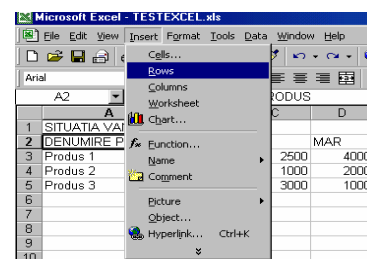 Microsoft Excel - TESTEXCEL.xls
File Edit View Insert Format Tools Data Window Help
Cells...
Arial
Rows
A2
RODUS
Columns
Worksheet
A C D
Chart...
1 SITUATIA VAN
2 DENUMIRE P MAR
Function...
3 Produs 1 2500 4000
Name
4 Produs 2 1000 2000
Comment
5 Produs 3 3000 1000
6
Picture
7
Object...
8
Hyperlink... Ctrl+K
9
10